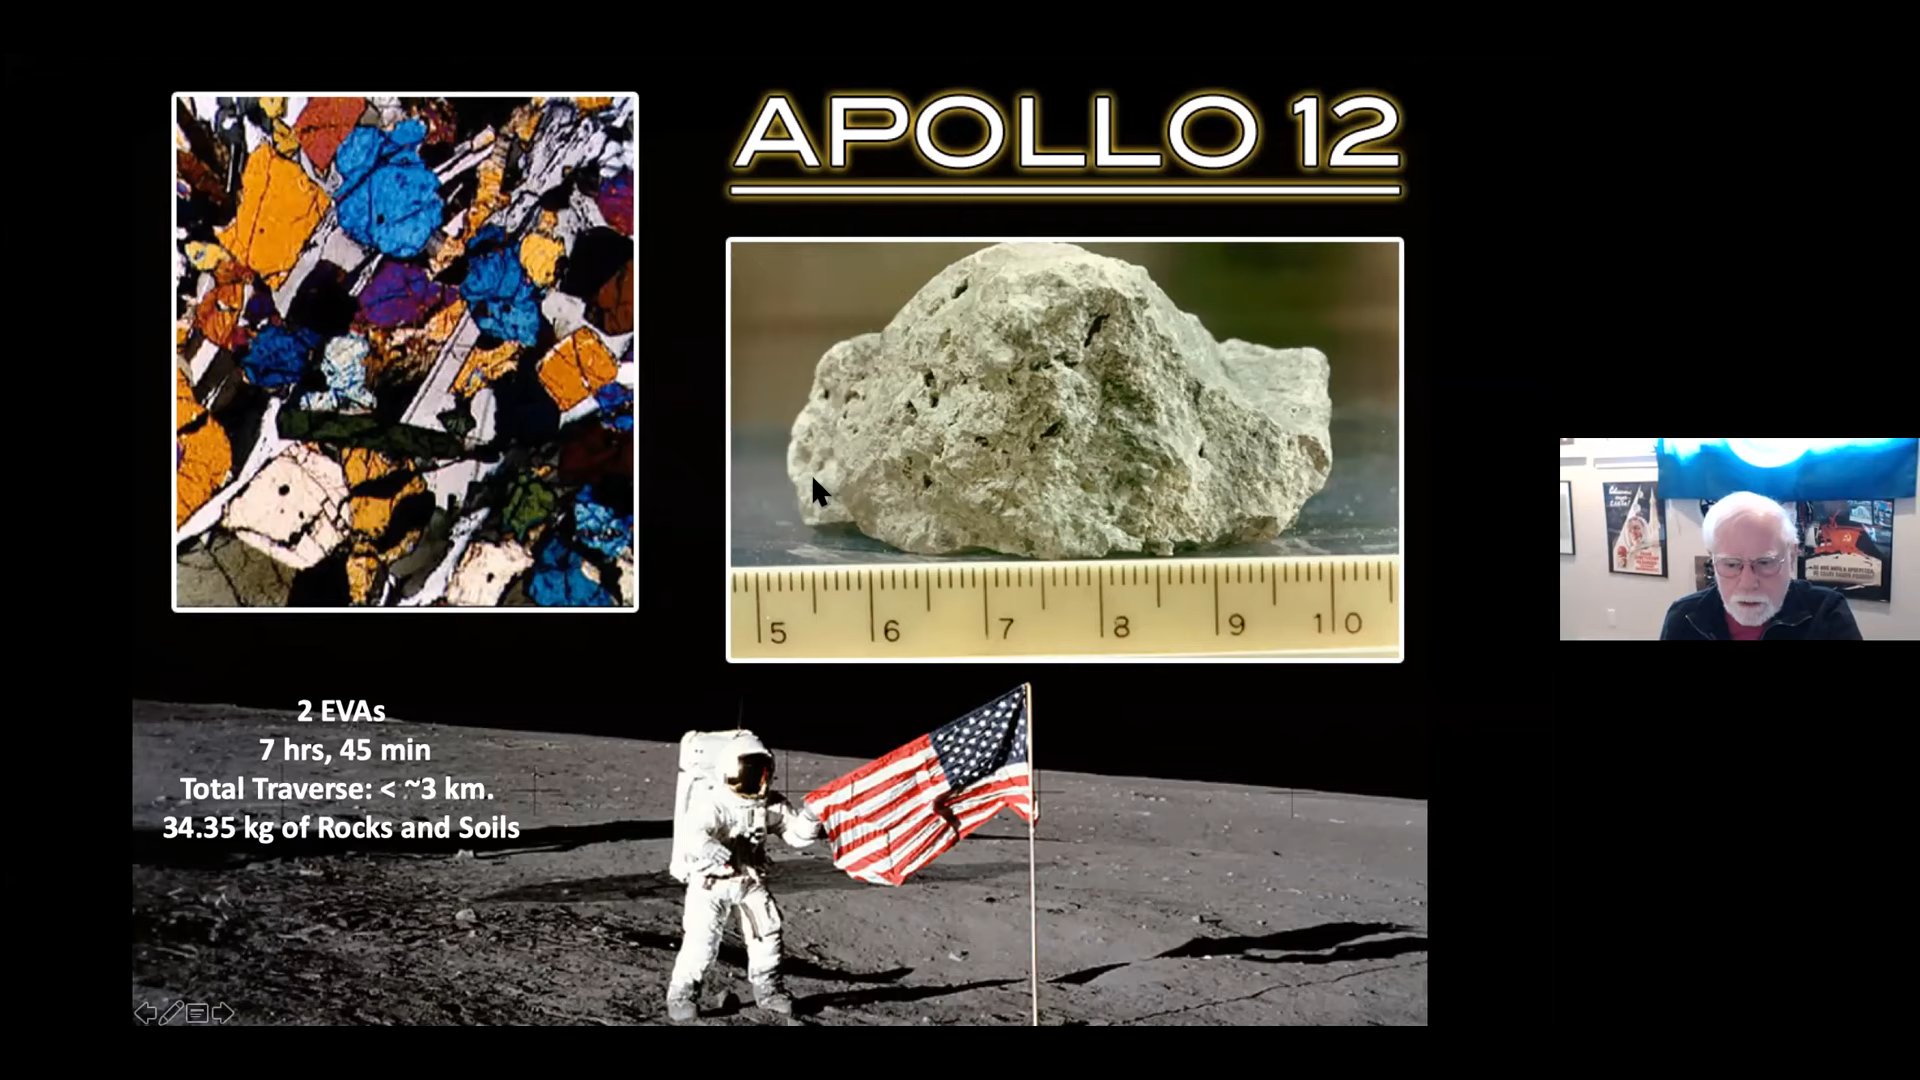 APOLLO 12
5 6 7 8 9 10
2 EVAs
7 hrs, 45 min
Total Traverse: < ~3 km.
34.35 kg of Rocks and Soils